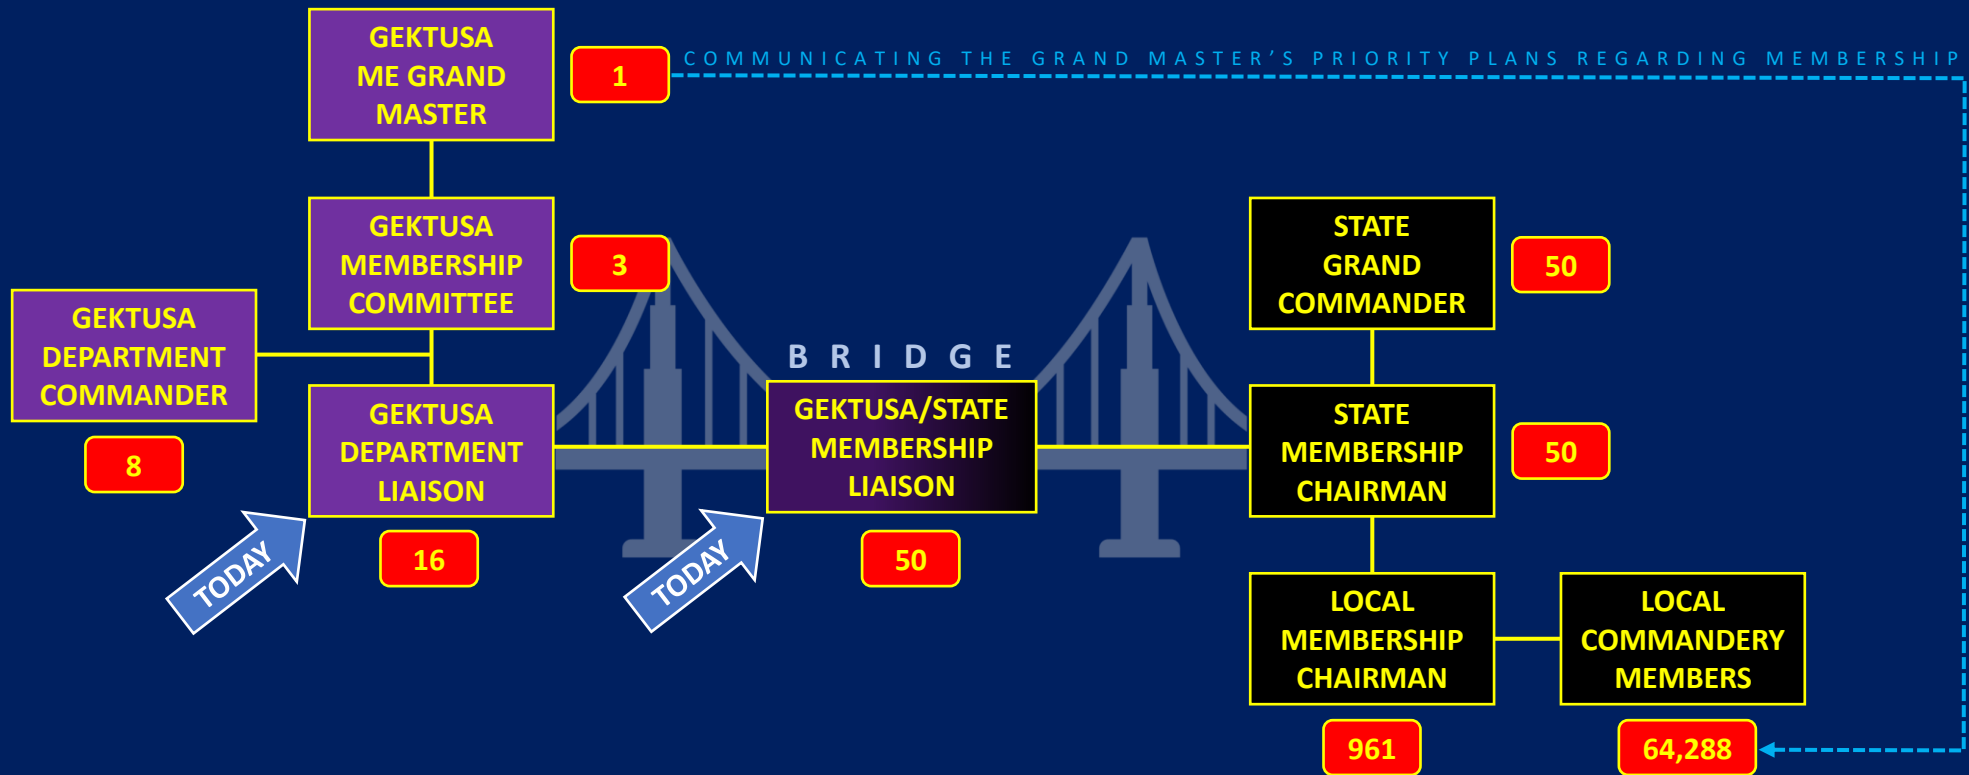 GEKTUSA
ME GRAND
MASTER
1
COMMUNICATING THE GRAND MASTER'S PRIORITY PLANS REGARDING MEMBERSHIP
GEKTUSA
MEMBERSHIP
COMMITTEE
3
GEKTUSA
DEPARTMENT
COMMANDER
8
GEKTUSA
DEPARTMENT
LIAISON
16
TODAY
BRIDGE
GEKTUSA/STATE
MEMBERSHIP
LIAISON
50
TODAY
STATE
GRAND
COMMANDER
50
STATE
MEMBERSHIP
CHAIRMAN
50
LOCAL
MEMBERSHIP
CHAIRMAN
961
LOCAL
COMMANDERY
MEMBERS
64,288